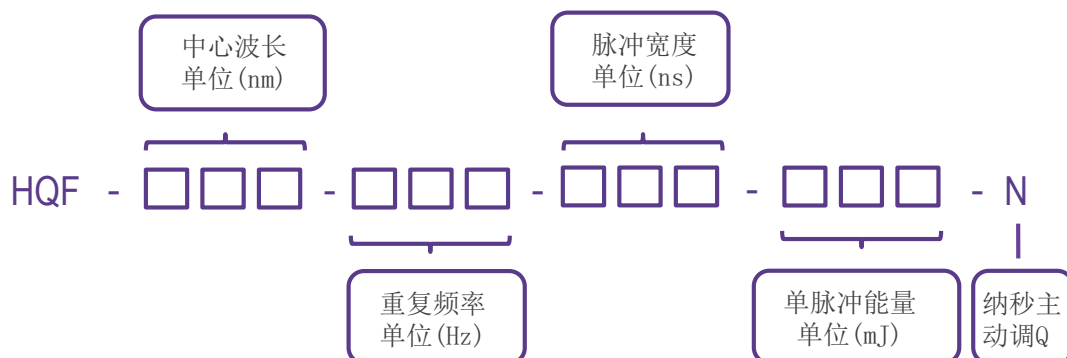 中心波长
单位(nm)
脉冲宽度
单位(ns)
HQF - □□□ - □□□ - □□□ - □□□ - N
重复频率
单位(Hz)
单脉冲能量
单位(mJ)
纳秒主
动调Q